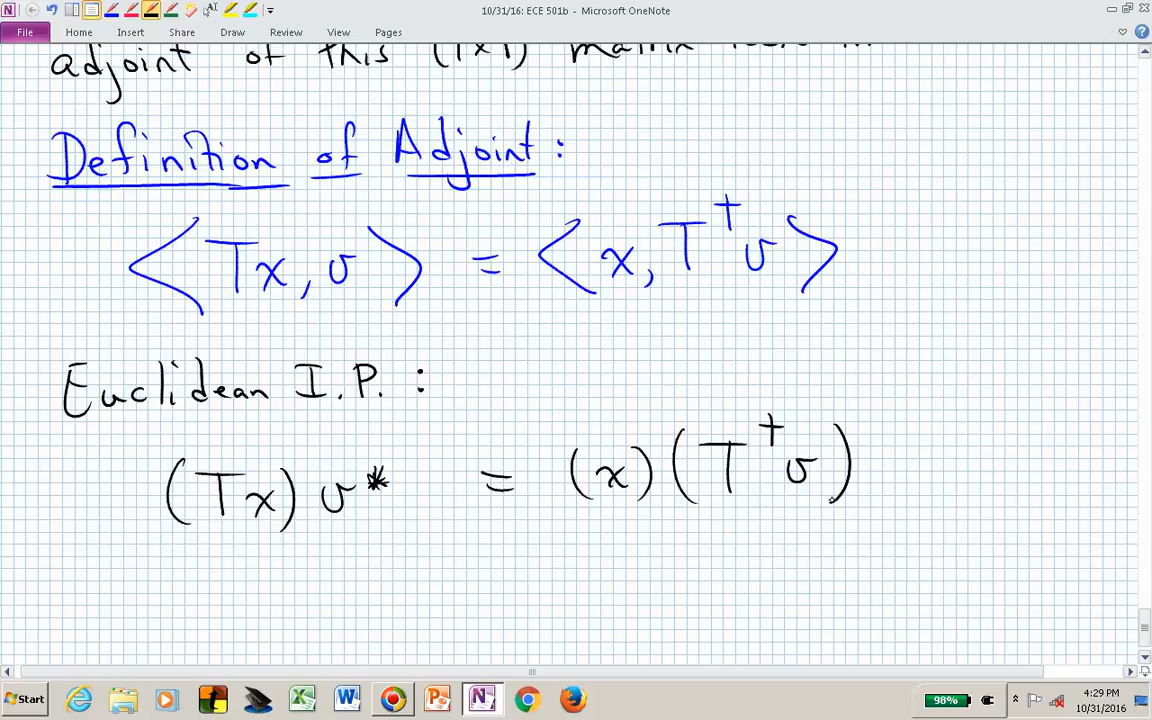 10/31/16: ECE 501b - Microsoft OneNote
File Home Insert Share Draw Review View Pages
adjoint of this (1x1) matrix
Definition of Adjoint:
<Tx, v> = <x, T†v>
Euclidean I.P. :
(Tx) v* = (x)(T†v)
Start
98%
4:29 PM
10/31/2016